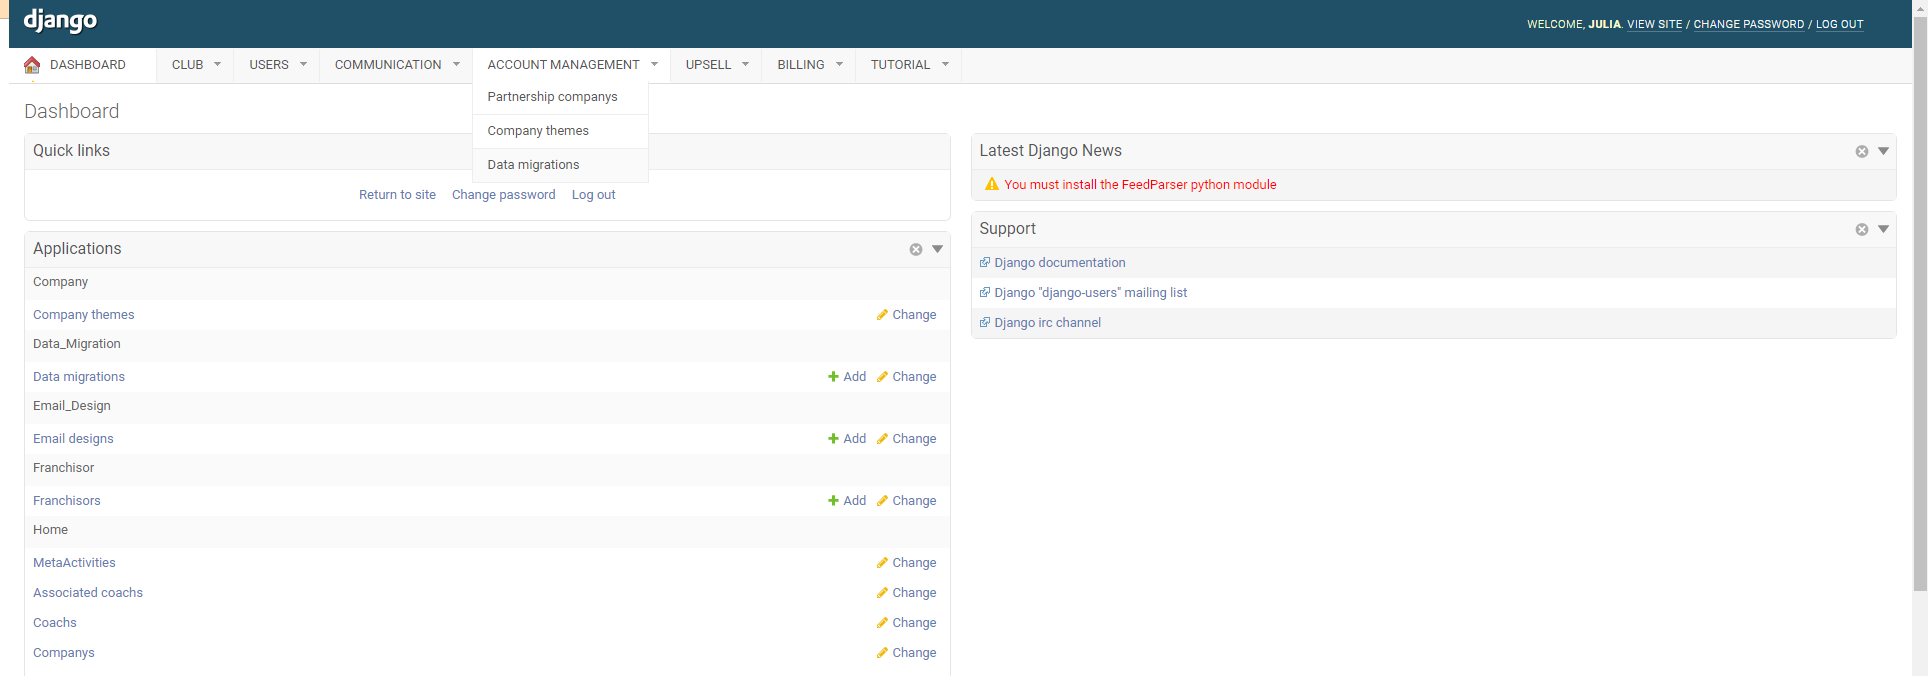 django
WELCOME, JULIA. VIEW SITE / CHANGE PASSWORD / LOG OUT
DASHBOARD CLUB USERS COMMUNICATION ACCOUNT MANAGEMENT UPSELL BILLING TUTORIAL
Partnership companys
Company themes
Data migrations
Dashboard
Quick links
Return to site Change password Log out
Applications
Company
Company themes Change
Data_Migration
Data migrations Add Change
Email_Design
Email designs Add Change
Franchisor
Franchisors Add Change
Home
MetaActivities Change
Associated coachs Change
Coachs Change
Companys Change
Latest Django News
You must install the FeedParser python module
Support
Django documentation
Django "django-users" mailing list
Django irc channel